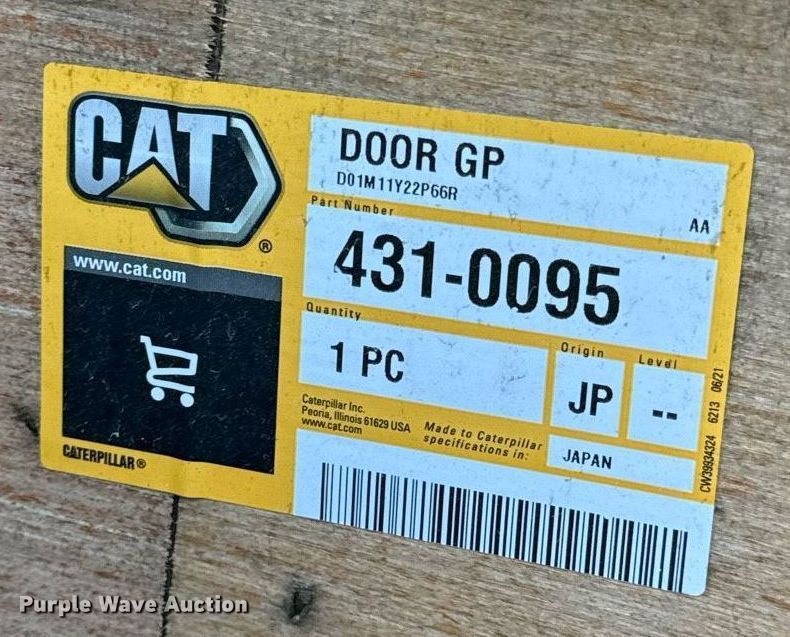 CAT
®
www.cat.com
CATERPILLAR®
DOOR GP
D01M11Y22P66R
AA
Part Number
431-0095
Quantity
1 PC
Origin
JP
Level
--
Caterpillar Inc.
Peoria, Illinois 61629 USA
www.cat.com
Made to Caterpillar
specifications in:
JAPAN
CW39934324 6213 06/21
Purple Wave Auction